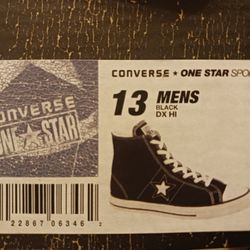 CONVERSE ★ ONE STAR SPO
13 MENS
BLACK
DX HI
CONVERSE
ONE STAR
22867 06346 2